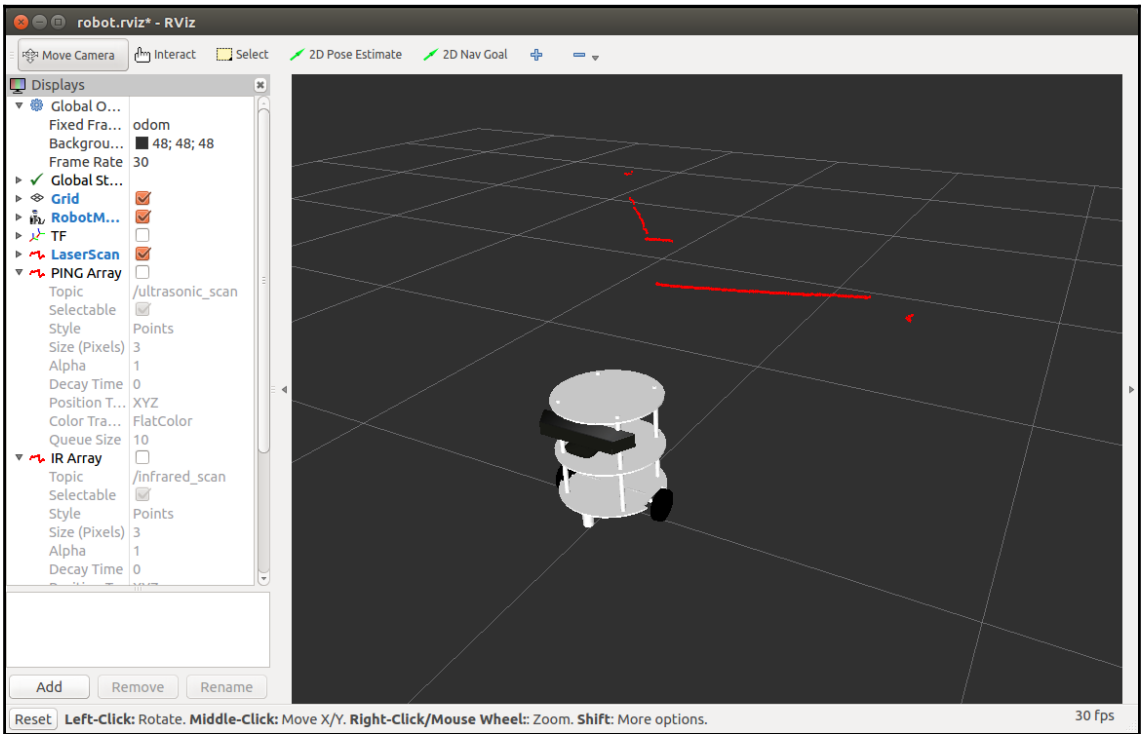 robot.rviz* - RViz
Move Camera Interact Select 2D Pose Estimate 2D Nav Goal
Displays
Global O...
Fixed Fra... odom
Backgrou... 48; 48; 48
Frame Rate 30
Global St...
Grid
RobotM...
TF
LaserScan
PING Array
Topic /ultrasonic_scan
Selectable
Style Points
Size (Pixels) 3
Alpha 1
Decay Time 0
Position T... XYZ
Color Tra... FlatColor
Queue Size 10
IR Array
Topic /infrared_scan
Selectable
Style Points
Size (Pixels) 3
Alpha 1
Decay Time 0
Add Remove Rename
Reset Left-Click: Rotate. Middle-Click: Move X/Y. Right-Click/Mouse Wheel:: Zoom. Shift: More options. 30 fps